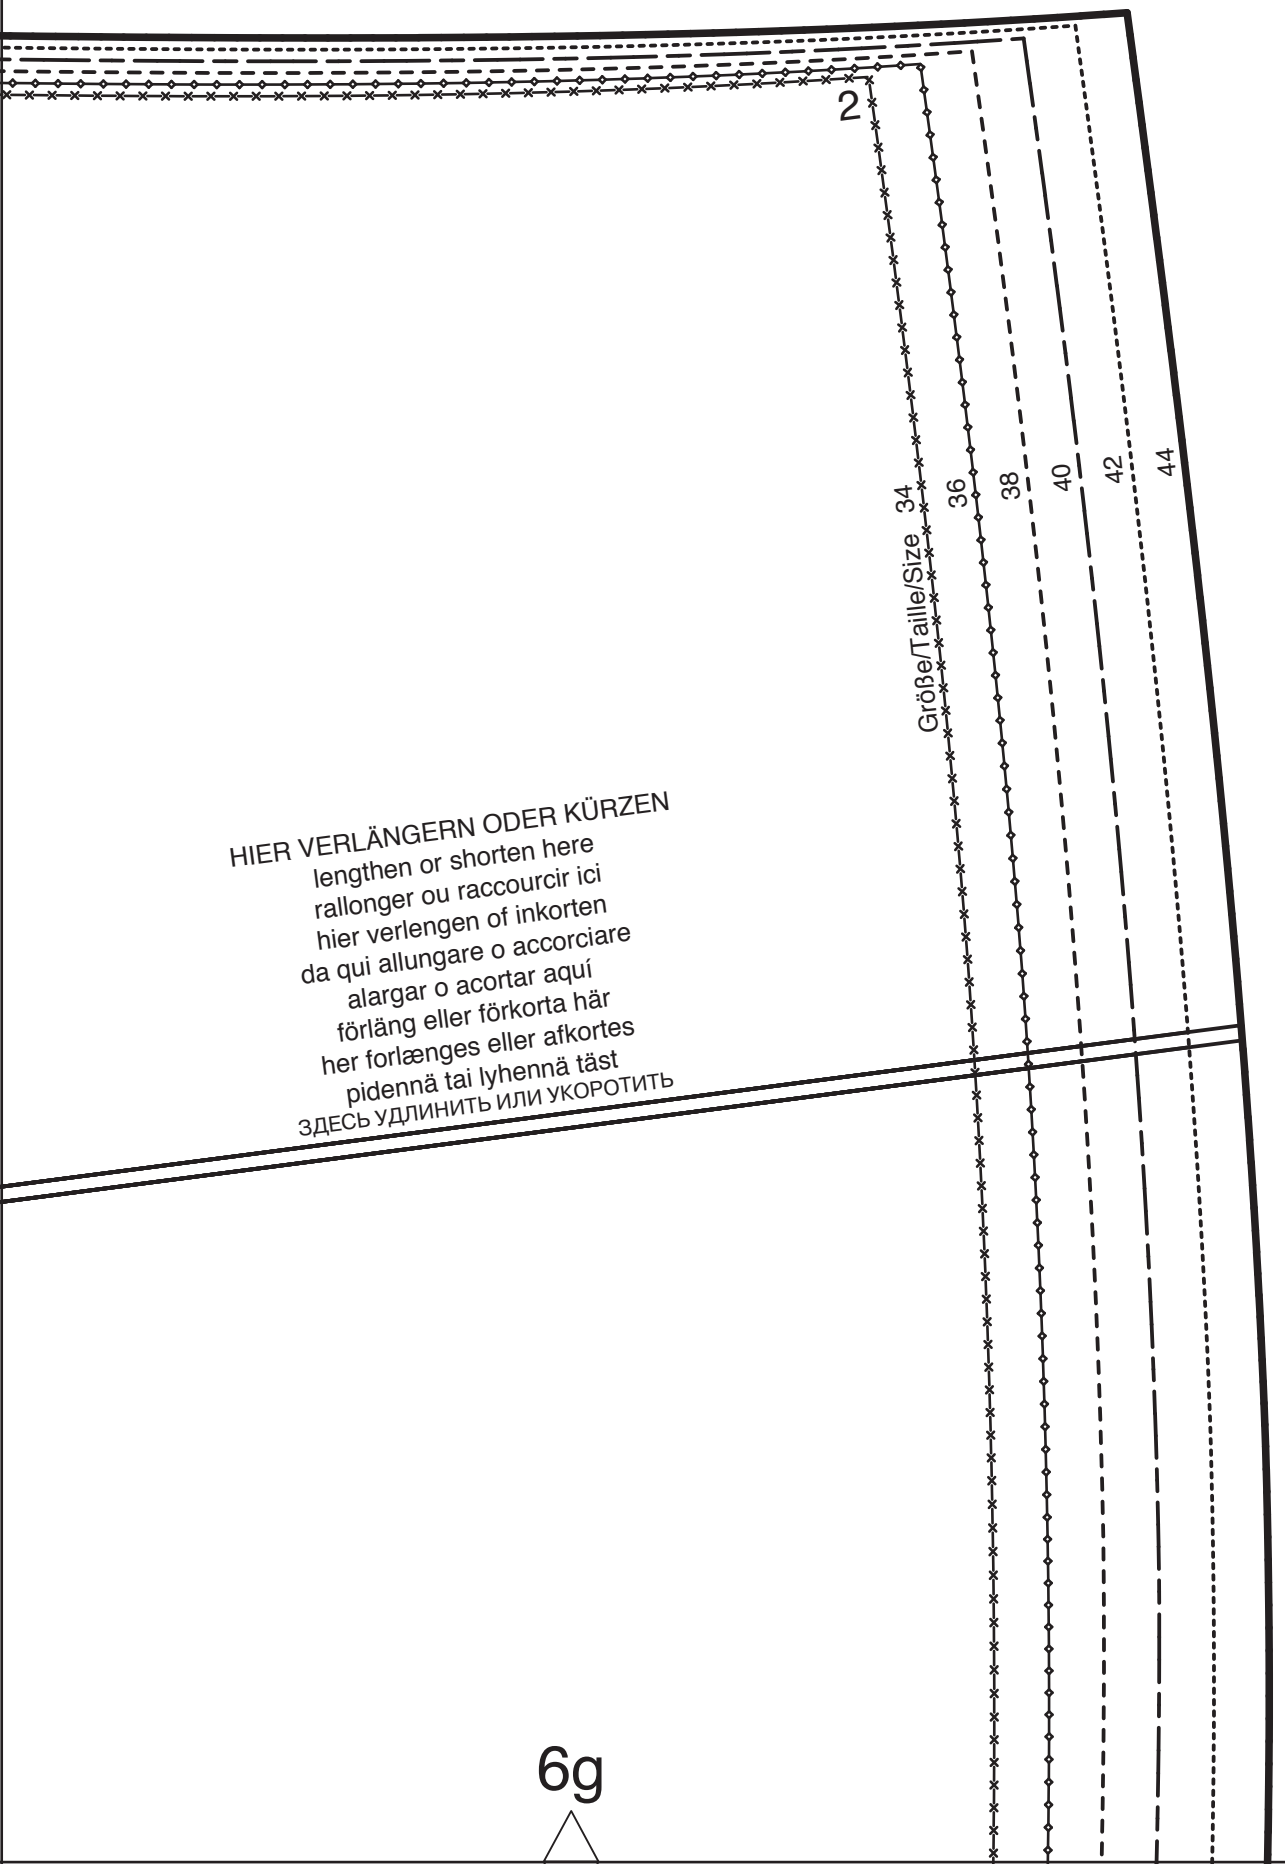 2
34
36
38
40
42
44
Größe/Taille/Size
HIER VERLÄNGERN ODER KÜRZEN
lengthen or shorten here
rallonger ou raccourcir ici
hier verlengen of inkorten
da qui allungare o accorciare
alargar o acortar aquí
förläng eller förkorta här
her forlænges eller afkortes
pidennä tai lyhennä täst
ЗДЕСЬ УДЛИНИТЬ ИЛИ УКОРОТИТЬ
6g